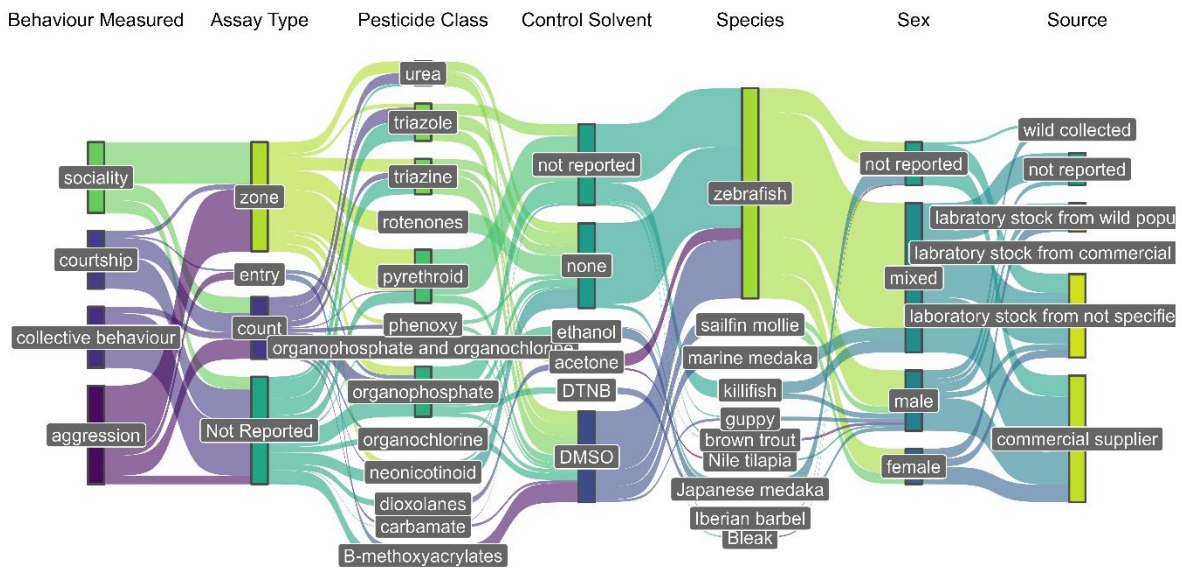 Behaviour Measured
Assay Type
Pesticide Class
Control Solvent
Species
Sex
Source
sociality
courtship
collective behaviour
aggression
zone
entry
count
Not Reported
urea
triazole
triazine
rotenones
pyrethroid
phenoxy
organophosphate and organochlorine
organophosphate
organochlorine
neonicotinoid
dioxolanes
carbamate
B-methoxyacrylates
not reported
none
ethanol
acetone
DTNB
DMSO
zebrafish
sailfin mollie
marine medaka
killifish
guppy
brown trout
Nile tilapia
Japanese medaka
Iberian barbel
Bleak
not reported
mixed
male
female
wild collected
not reported
labratory stock from wild popu
labratory stock from commercial
laboratory stock from not specifie
commercial supplier